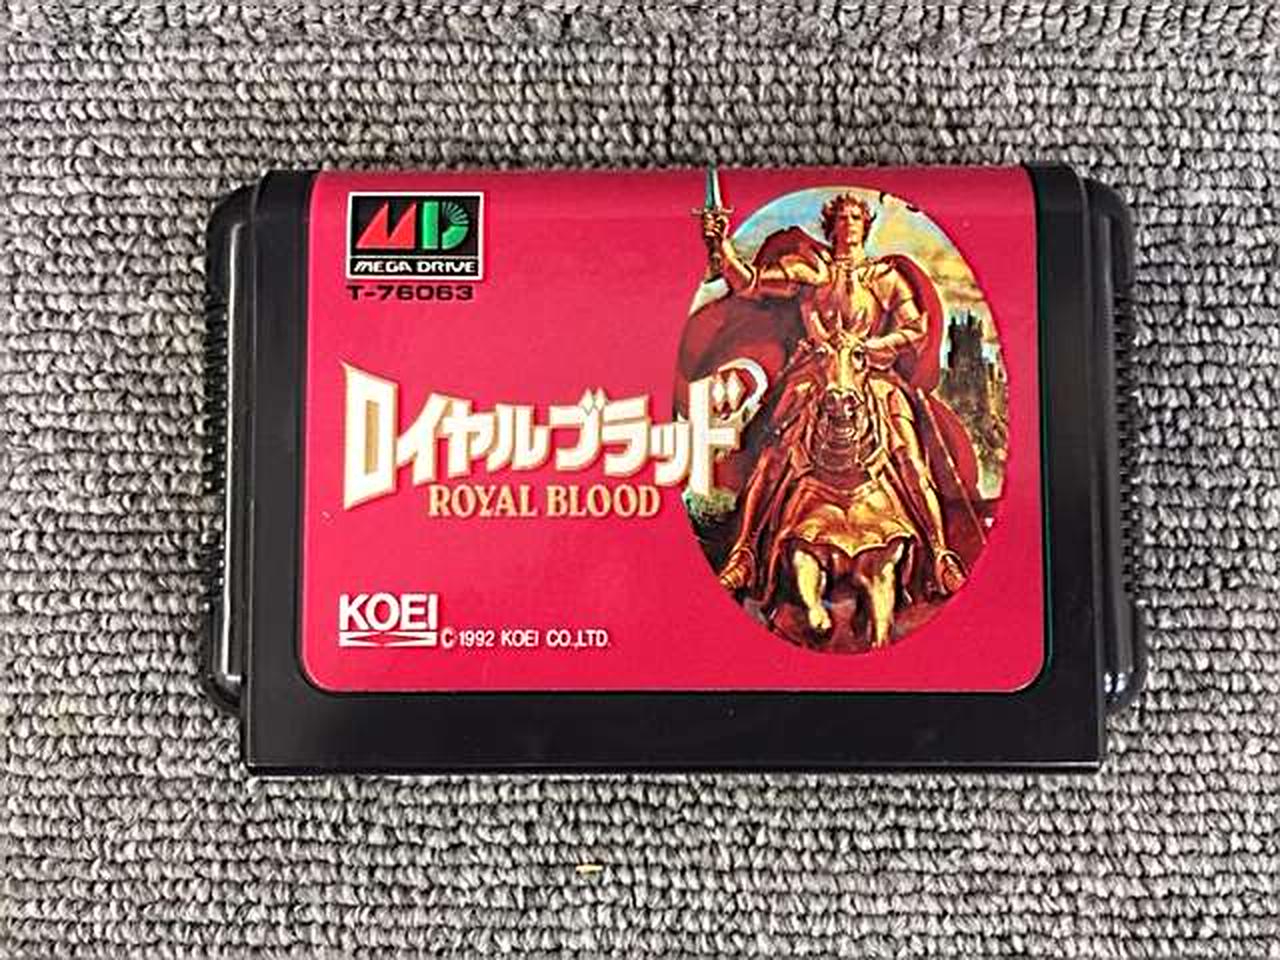 MD
MEGA DRIVE
T-76063
ロイヤルブラッド
ROYAL BLOOD
KOEI
©1992 KOEI CO.,LTD.